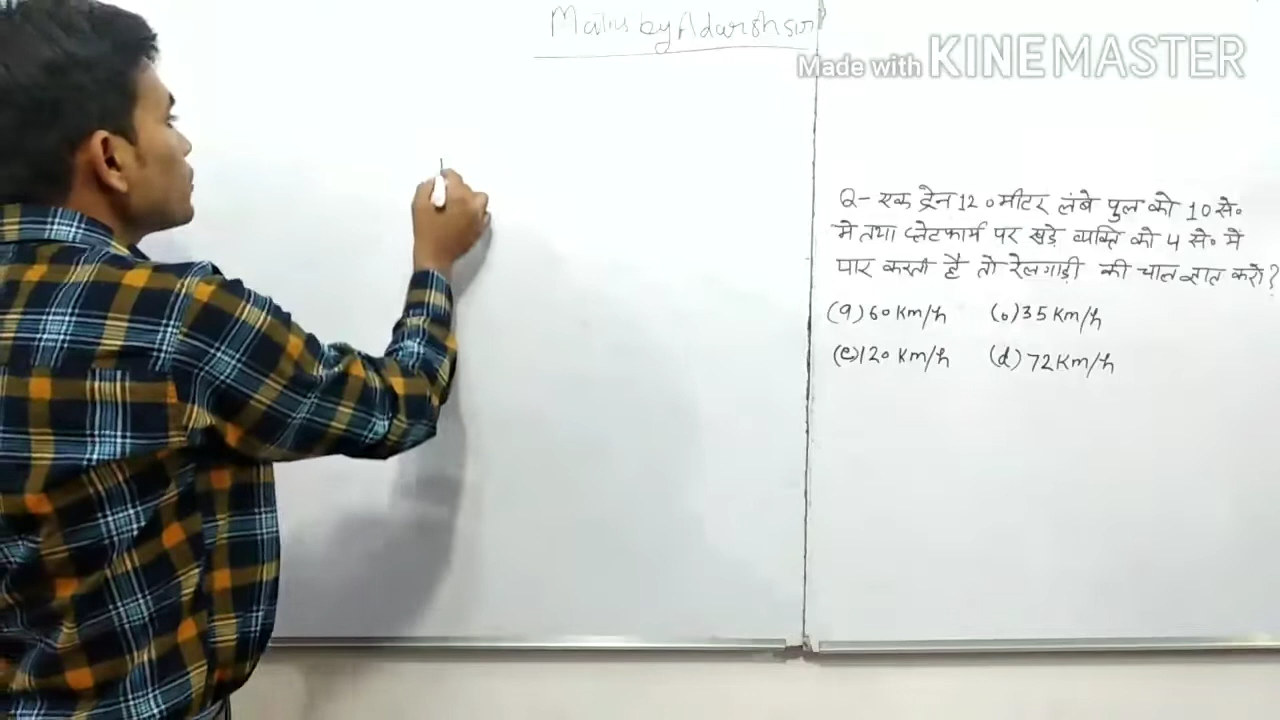 Maths by Adarsh sir
Made with KINEMASTER
Q- एक ट्रेन 120 मीटर लंबे पुल को 10 से०
मे तथा प्लेटफार्म पर खड़े व्यक्ति को 4 से० में
पार करती है तो रेलगाड़ी की चाल ज्ञात करो?
(a) 60 Km/h (b) 35 Km/h
(c) 120 Km/h (d) 72 Km/h